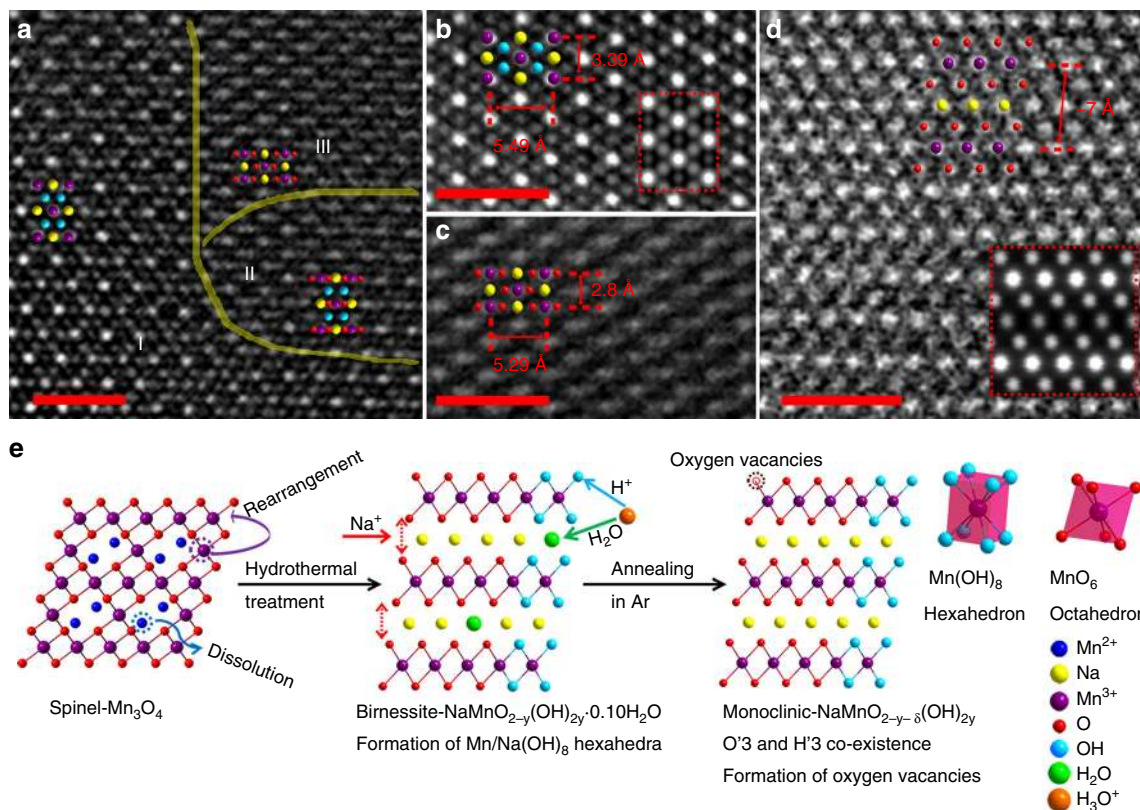 a
III
II
I
b
3.39 Å
5.49 Å
c
2.8 Å
5.29 Å
d
~7 Å
e
Rearrangement
Dissolution
Spinel-Mn₃O₄
Hydrothermal
treatment
Na⁺
H⁺
H₂O
Birnessite-NaMnO₂₋y(OH)₂y·0.10H₂O
Formation of Mn/Na(OH)₈ hexahedra
Annealing
in Ar
Oxygen vacancies
Monoclinic-NaMnO₂₋y₋δ(OH)₂y
O'3 and H'3 co-existence
Formation of oxygen vacancies
Mn(OH)₈
Hexahedron
MnO₆
Octahedron
Mn²⁺
Na
Mn³⁺
O
OH
H₂O
H₃O⁺